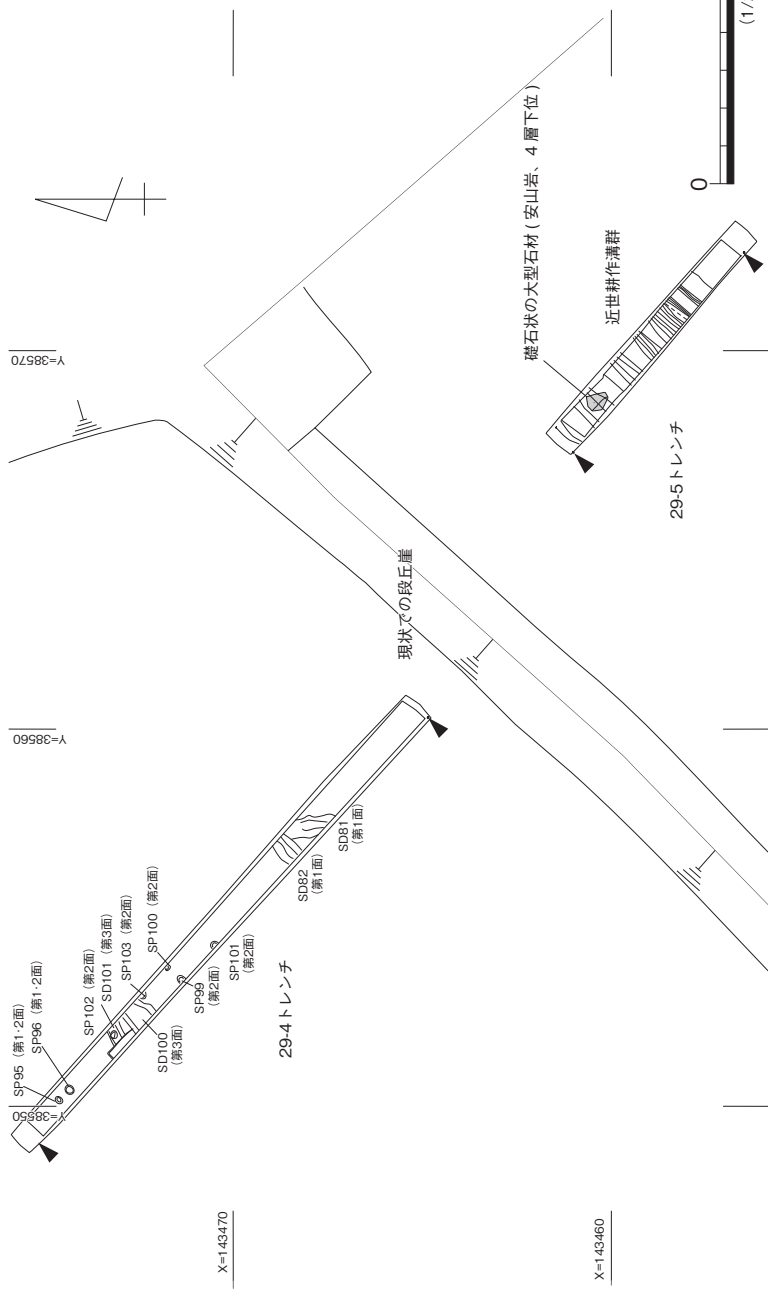 Y=38570
Y=38560
Y=38550
X=143470
X=143460
SP95（第1·2面）
SP96（第1·2面）
SP102（第2面）
SD101（第3面）
SP103（第2面）
SP100（第2面）
SD100
（第3面）
SP99
（第2面）
SP101
（第2面）
SD82
（第1面）
SD81
（第1面）
29-4トレンチ
現状での段丘崖
礎石状の大型石材 ( 安山岩、4 層下位 )
近世耕作溝群
29-5トレンチ
0